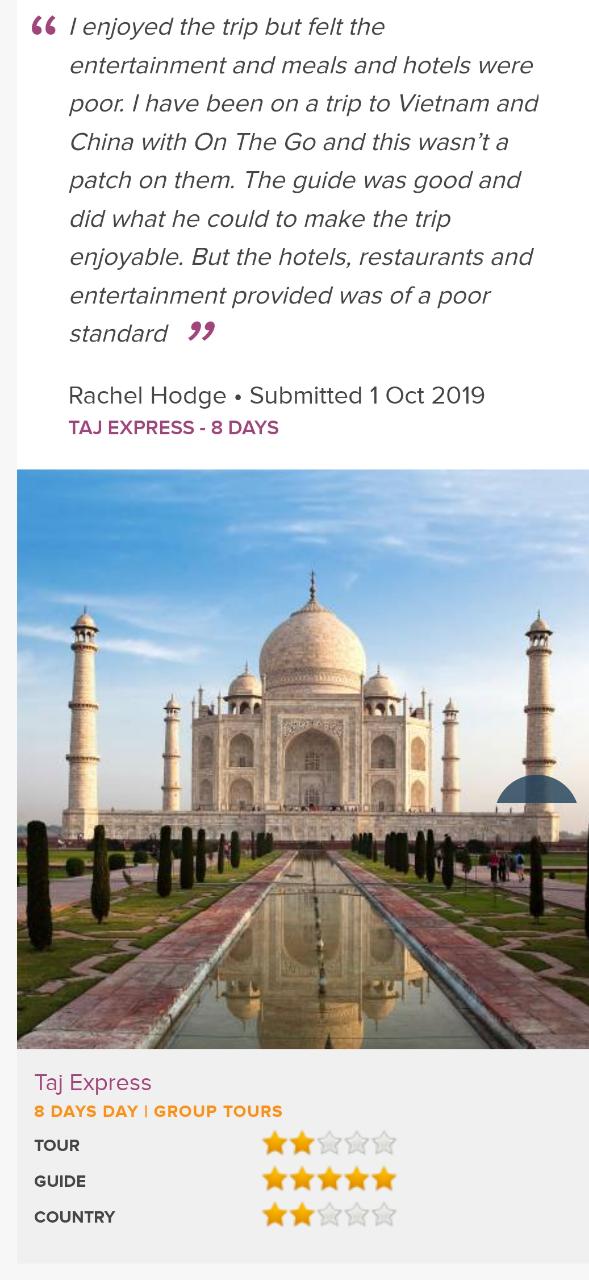 “ I enjoyed the trip but felt the
entertainment and meals and hotels were
poor. I have been on a trip to Vietnam and
China with On The Go and this wasn’t a
patch on them. The guide was good and
did what he could to make the trip
enjoyable. But the hotels, restaurants and
entertainment provided was of a poor
standard ”
Rachel Hodge • Submitted 1 Oct 2019
TAJ EXPRESS - 8 DAYS
Taj Express
8 DAYS DAY | GROUP TOURS
TOUR
GUIDE
COUNTRY